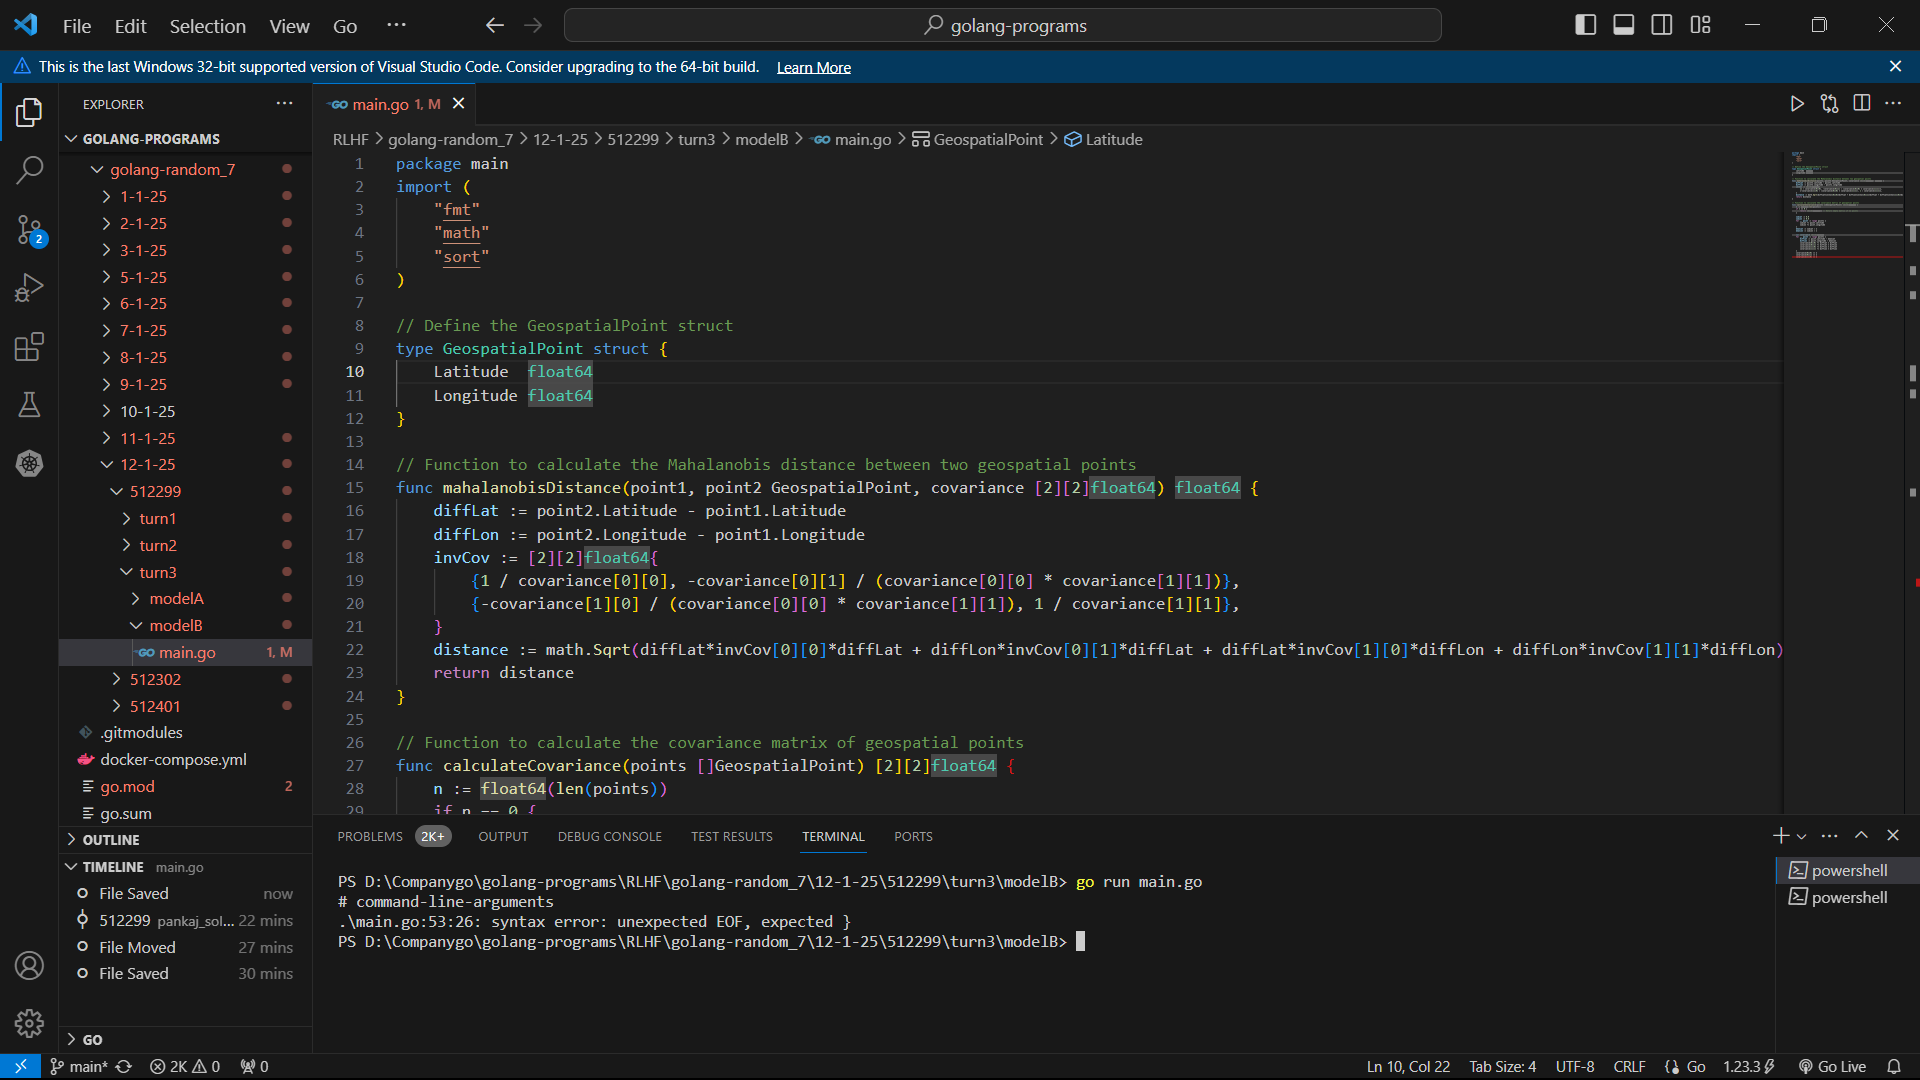 File Edit Selection View Go ···
golang-programs
This is the last Windows 32-bit supported version of Visual Studio Code. Consider upgrading to the 64-bit build. Learn More
EXPLORER
GOLANG-PROGRAMS
golang-random_7
1-1-25
2-1-25
3-1-25
5-1-25
6-1-25
7-1-25
8-1-25
9-1-25
10-1-25
11-1-25
12-1-25
512299
turn1
turn2
turn3
modelA
modelB
main.go 1, M
512302
512401
.gitmodules
docker-compose.yml
go.mod 2
go.sum
OUTLINE
TIMELINE main.go
File Saved now
512299 pankaj_sol... 22 mins
File Moved 27 mins
File Saved 30 mins
GO
2
main.go 1, M
RLHF > golang-random_7 > 12-1-25 > 512299 > turn3 > modelB > main.go > GeospatialPoint > Latitude
1 package main
2 import (
3 "fmt"
4 "math"
5 "sort"
6 )
7
8 // Define the GeospatialPoint struct
9 type GeospatialPoint struct {
10 Latitude float64
11 Longitude float64
12 }
13
14 // Function to calculate the Mahalanobis distance between two geospatial points
15 func mahalanobisDistance(point1, point2 GeospatialPoint, covariance [2][2]float64) float64 {
16 diffLat := point2.Latitude - point1.Latitude
17 diffLon := point2.Longitude - point1.Longitude
18 invCov := [2][2]float64{
19 {1 / covariance[0][0], -covariance[0][1] / (covariance[0][0] * covariance[1][1])},
20 {-covariance[1][0] / (covariance[0][0] * covariance[1][1]), 1 / covariance[1][1]},
21 }
22 distance := math.Sqrt(diffLat*invCov[0][0]*diffLat + diffLon*invCov[0][1]*diffLat + diffLat*invCov[1][0]*diffLon + diffLon*invCov[1][1]*diffLon)
23 return distance
24 }
25
26 // Function to calculate the covariance matrix of geospatial points
27 func calculateCovariance(points []GeospatialPoint) [2][2]float64 {
28 n := float64(len(points))
29 if n == 0 {
PROBLEMS 2K+ OUTPUT DEBUG CONSOLE TEST RESULTS TERMINAL PORTS
PS D:\Companygo\golang-programs\RLHF\golang-random_7\12-1-25\512299\turn3\modelB> go run main.go
# command-line-arguments
.\main.go:53:26: syntax error: unexpected EOF, expected }
PS D:\Companygo\golang-programs\RLHF\golang-random_7\12-1-25\512299\turn3\modelB>
powershell
powershell
main* 2K 0 0
Ln 10, Col 22 Tab Size: 4 UTF-8 CRLF Go 1.23.3 Go Live